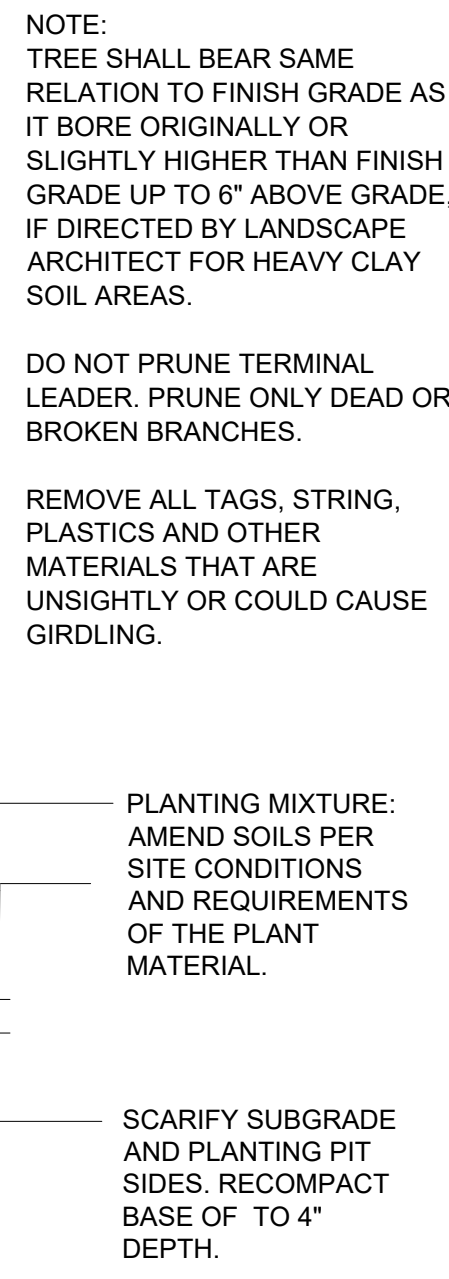 NOTE:
TREE SHALL BEAR SAME
RELATION TO FINISH GRADE AS
IT BORE ORIGINALLY OR
SLIGHTLY HIGHER THAN FINISH
GRADE UP TO 6" ABOVE GRADE,
IF DIRECTED BY LANDSCAPE
ARCHITECT FOR HEAVY CLAY
SOIL AREAS.
DO NOT PRUNE TERMINAL
LEADER. PRUNE ONLY DEAD OR
BROKEN BRANCHES.
REMOVE ALL TAGS, STRING,
PLASTICS AND OTHER
MATERIALS THAT ARE
UNSIGHTLY OR COULD CAUSE
GIRDLING.
PLANTING MIXTURE:
AMEND SOILS PER
SITE CONDITIONS
AND REQUIREMENTS
OF THE PLANT
MATERIAL.
SCARIFY SUBGRADE
AND PLANTING PIT
SIDES. RECOMPACT
BASE OF  TO 4"
DEPTH.